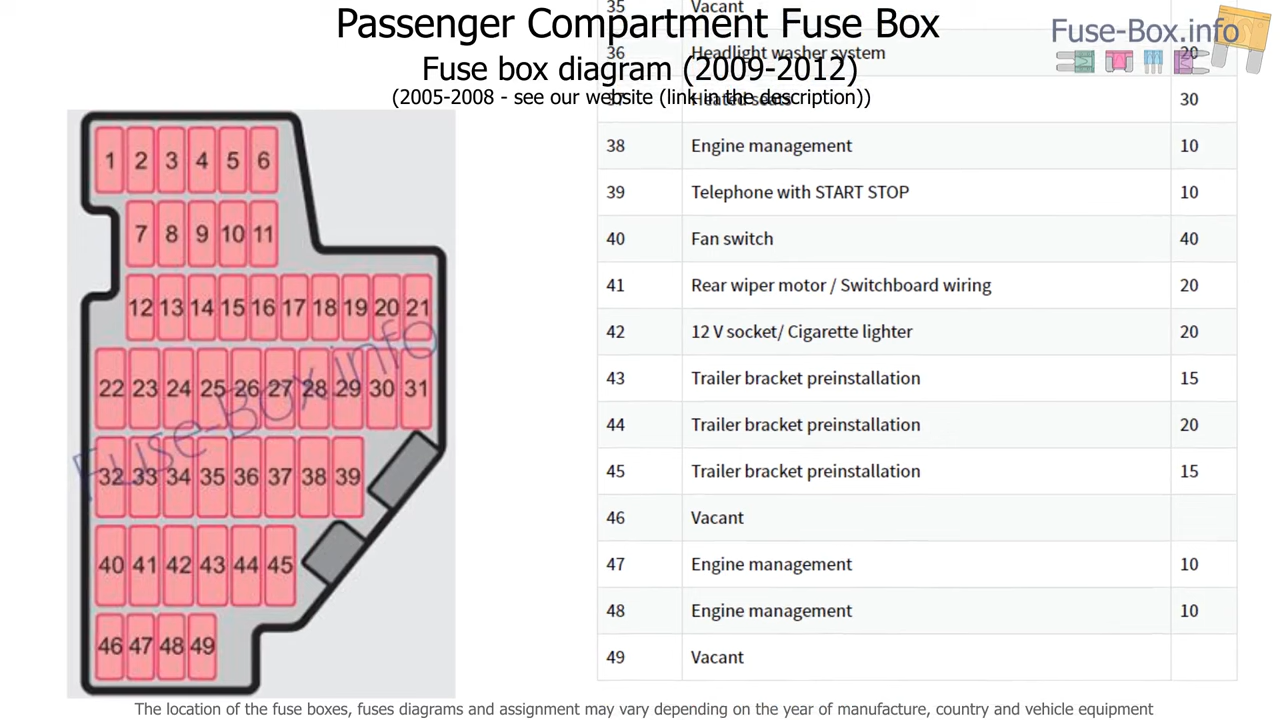 Passenger Compartment Fuse Box
Fuse box diagram (2009-2012)
(2005-2008 - see our website (link in the description))
Fuse-Box.info
1 2 3 4 5 6
7 8 9 10 11
12 13 14 15 16 17 18 19 20 21
22 23 24 25 26 27 28 29 30 31
32 33 34 35 36 37 38 39
40 41 42 43 44 45
46 47 48 49
Fuse-Box.info
35 Vacant
36 Headlight washer system 20
37 Heated seats 30
38 Engine management 10
39 Telephone with START STOP 10
40 Fan switch 40
41 Rear wiper motor / Switchboard wiring 20
42 12 V socket/ Cigarette lighter 20
43 Trailer bracket preinstallation 15
44 Trailer bracket preinstallation 20
45 Trailer bracket preinstallation 15
46 Vacant
47 Engine management 10
48 Engine management 10
49 Vacant
The location of the fuse boxes, fuses diagrams and assignment may vary depending on the year of manufacture, country and vehicle equipment